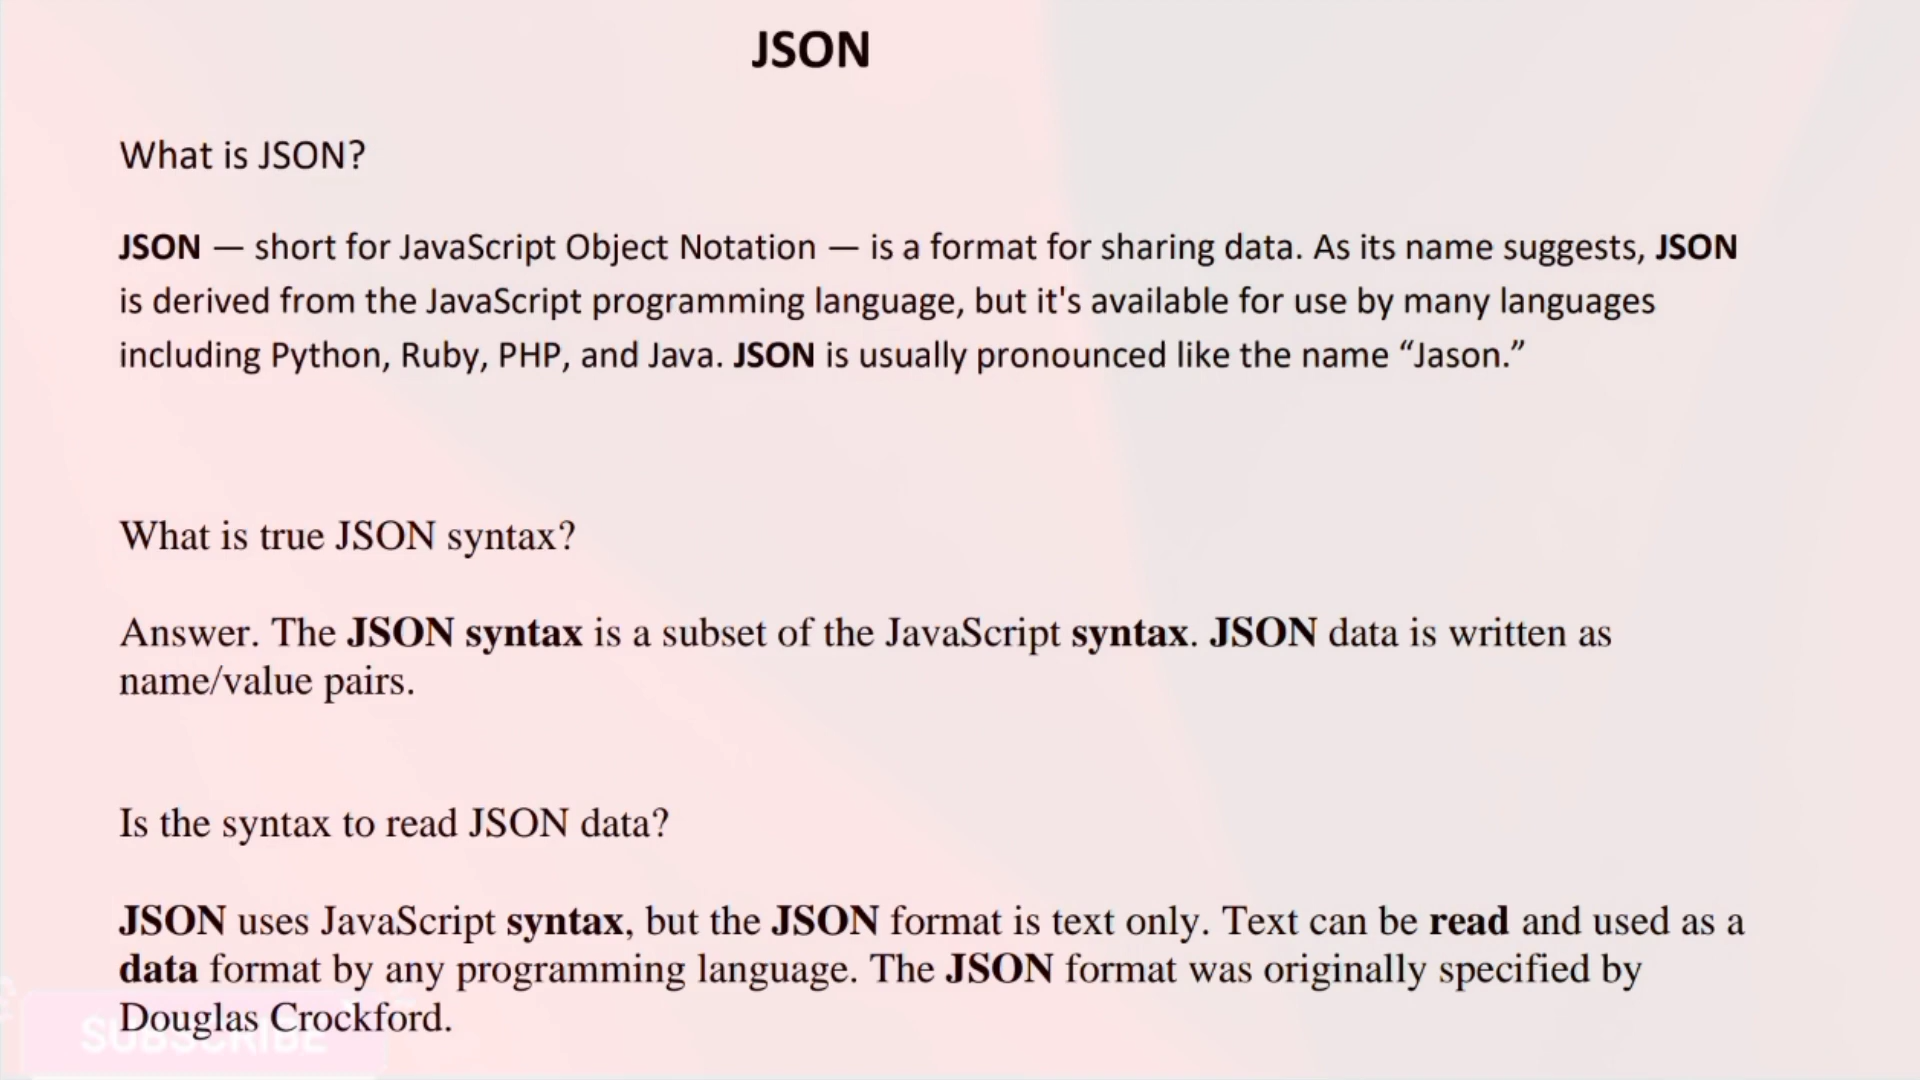 JSON
What is JSON?
JSON — short for JavaScript Object Notation — is a format for sharing data. As its name suggests, JSON
is derived from the JavaScript programming language, but it's available for use by many languages
including Python, Ruby, PHP, and Java. JSON is usually pronounced like the name “Jason.”
What is true JSON syntax?
Answer. The JSON syntax is a subset of the JavaScript syntax. JSON data is written as
name/value pairs.
Is the syntax to read JSON data?
JSON uses JavaScript syntax, but the JSON format is text only. Text can be read and used as a
data format by any programming language. The JSON format was originally specified by
Douglas Crockford.
SUBSCRIBE